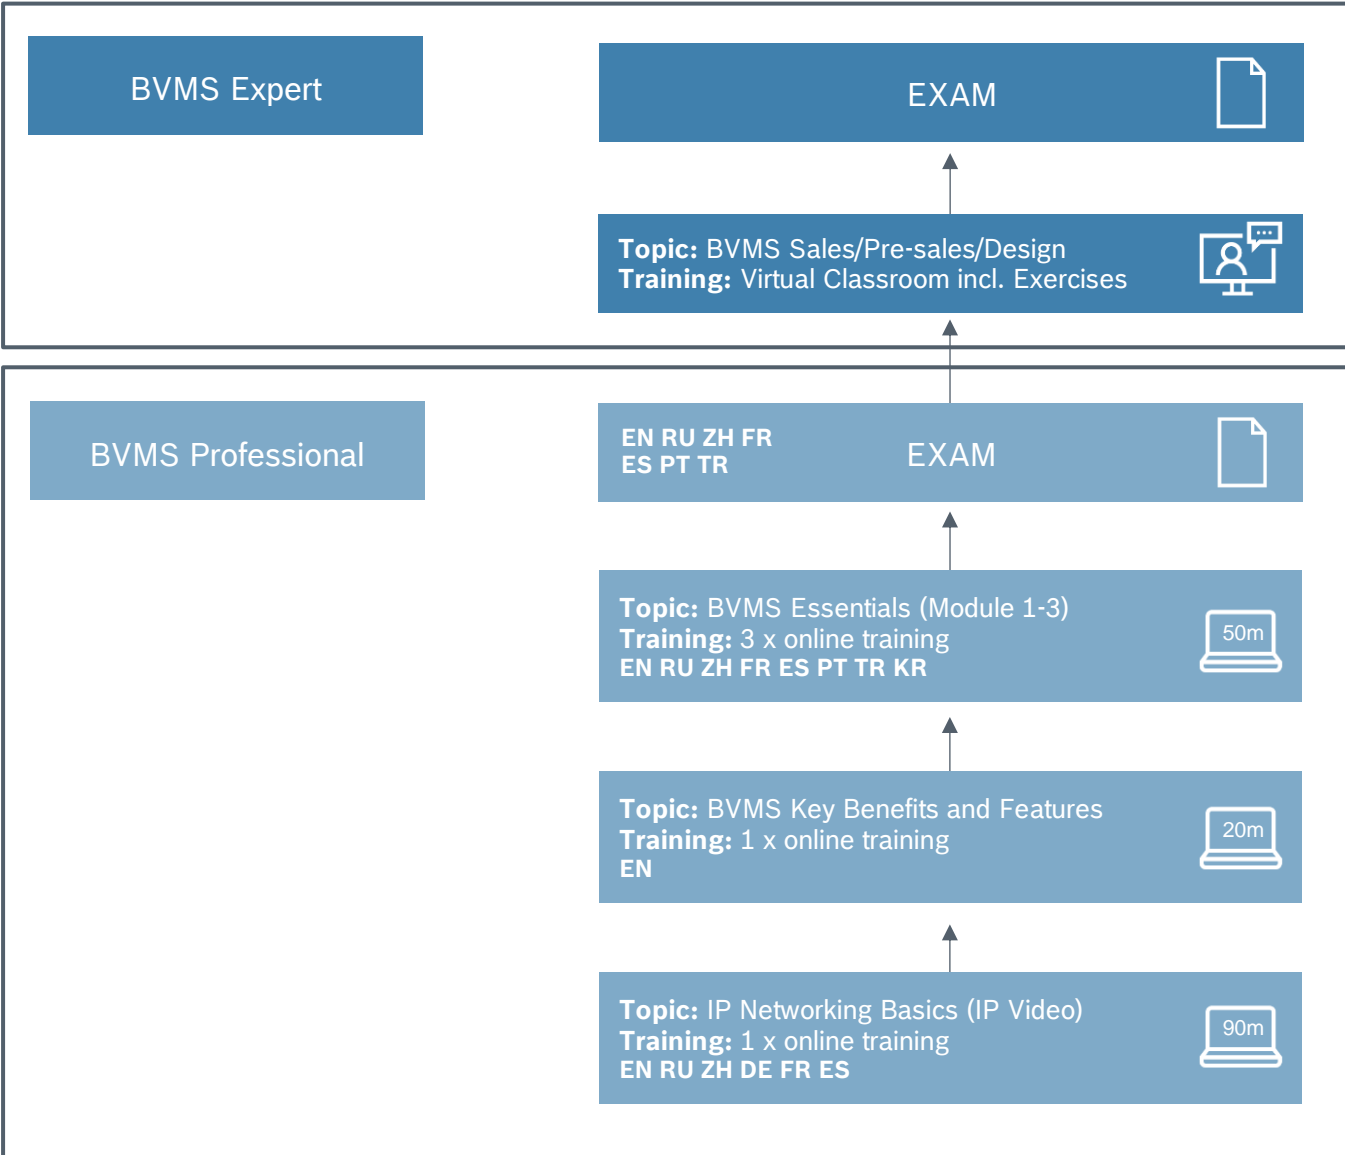 BVMS Expert
EXAM
Topic: BVMS Sales/Pre-sales/Design
Training: Virtual Classroom incl. Exercises
BVMS Professional
EN RU ZH FR
ES PT TR
EXAM
Topic: BVMS Essentials (Module 1-3)
Training: 3 x online training
EN RU ZH FR ES PT TR KR
50m
Topic: BVMS Key Benefits and Features
Training: 1 x online training
EN
20m
Topic: IP Networking Basics (IP Video)
Training: 1 x online training
EN RU ZH DE FR ES
90m